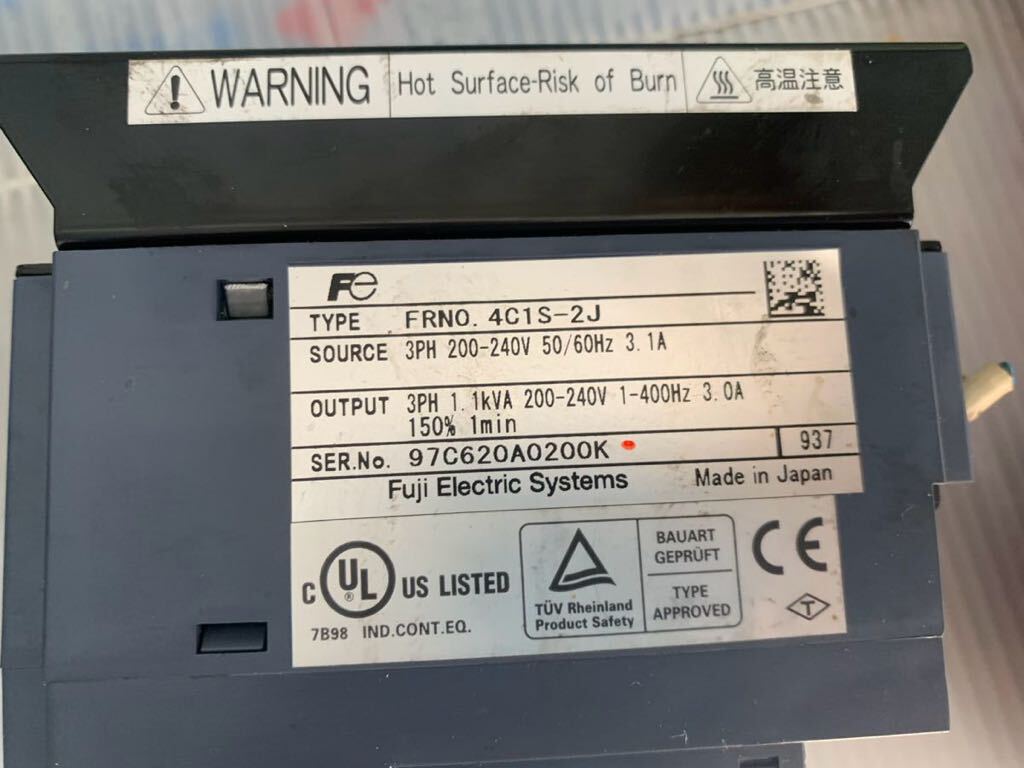 WARNING Hot Surface-Risk of Burn 高温注意
Fe
TYPE FRN0.4C1S-2J
SOURCE 3PH 200-240V 50/60Hz 3.1A
OUTPUT 3PH 1.1kVA 200-240V 1-400Hz 3.0A
150% 1min
SER.No. 97C620A0200K 937
Fuji Electric Systems Made in Japan
C UL ® US LISTED
7B98 IND.CONT.EQ.
TÜV Rheinland
Product Safety
BAUART
GEPRÜFT
TYPE
APPROVED
CE
T